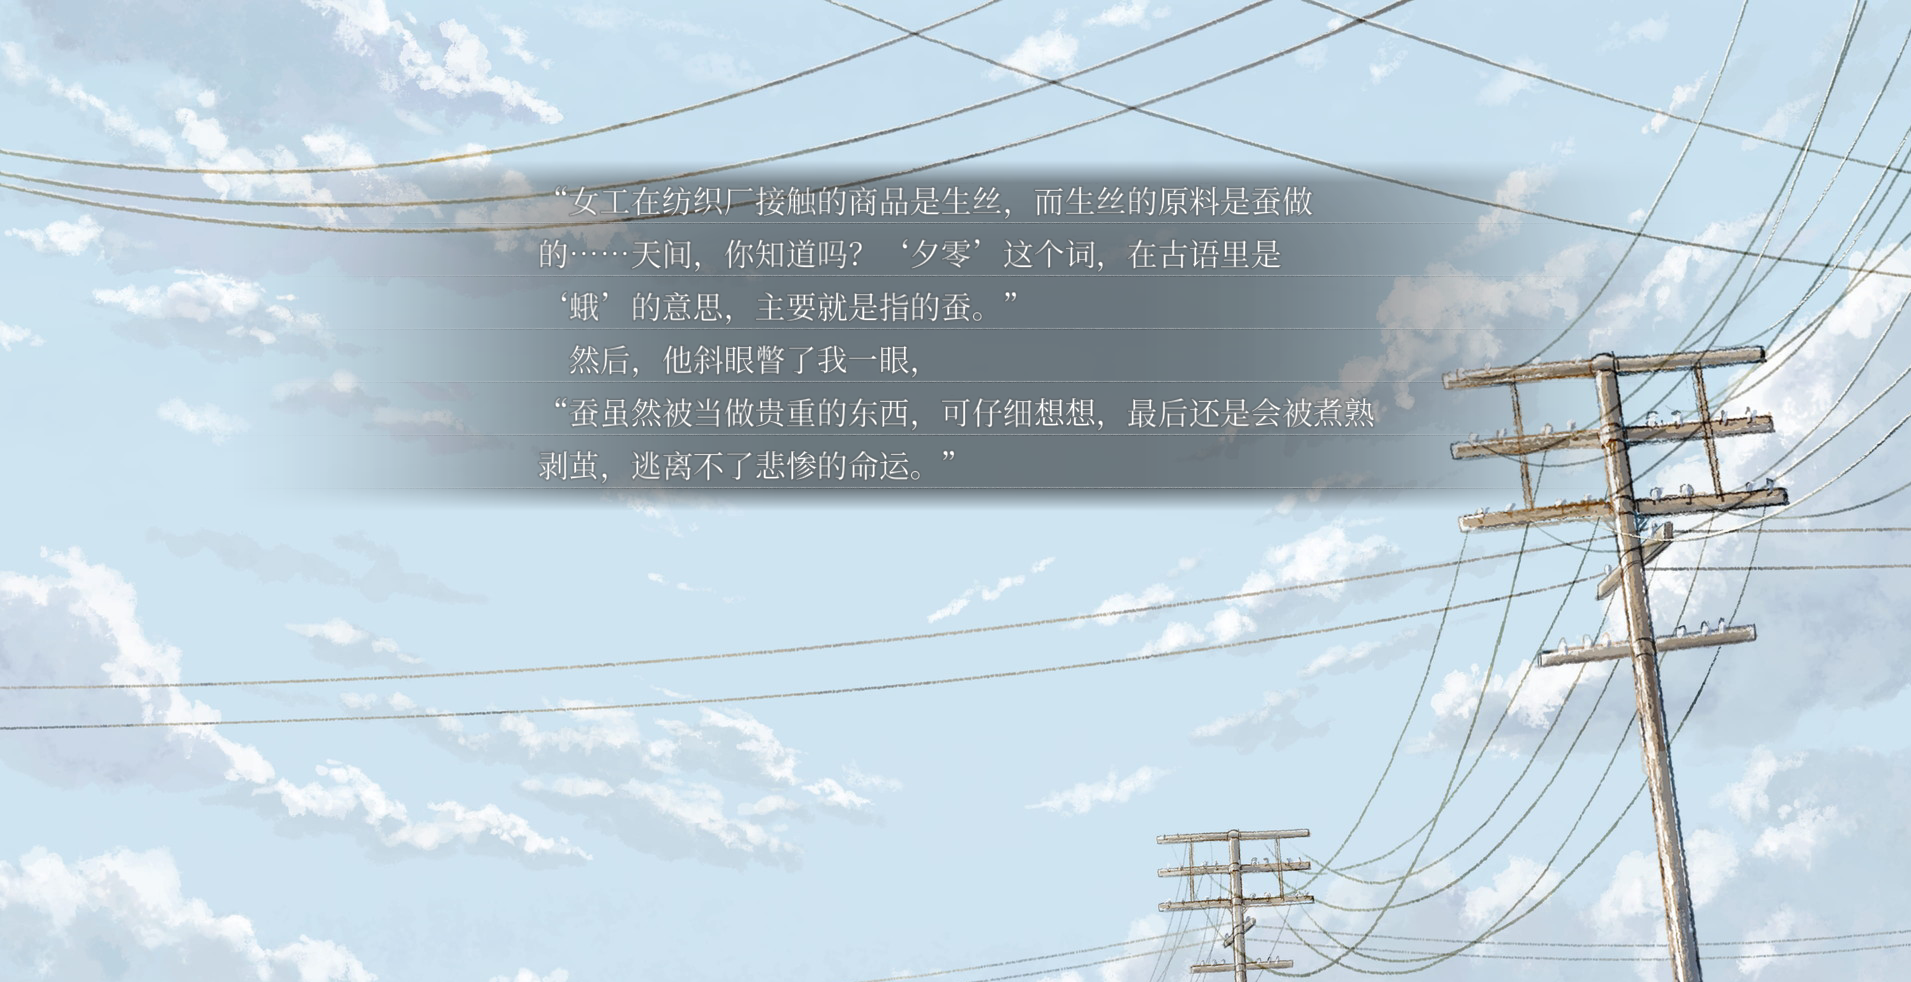 “女工在纺织厂接触的商品是生丝，而生丝的原料是蚕做
的……天间，你知道吗？‘夕零’这个词，在古语里是
‘蛾’的意思，主要就是指的蚕。”
然后，他斜眼瞥了我一眼，
“蚕虽然被当做贵重的东西，可仔细想想，最后还是会被煮熟
剥茧，逃离不了悲惨的命运。”